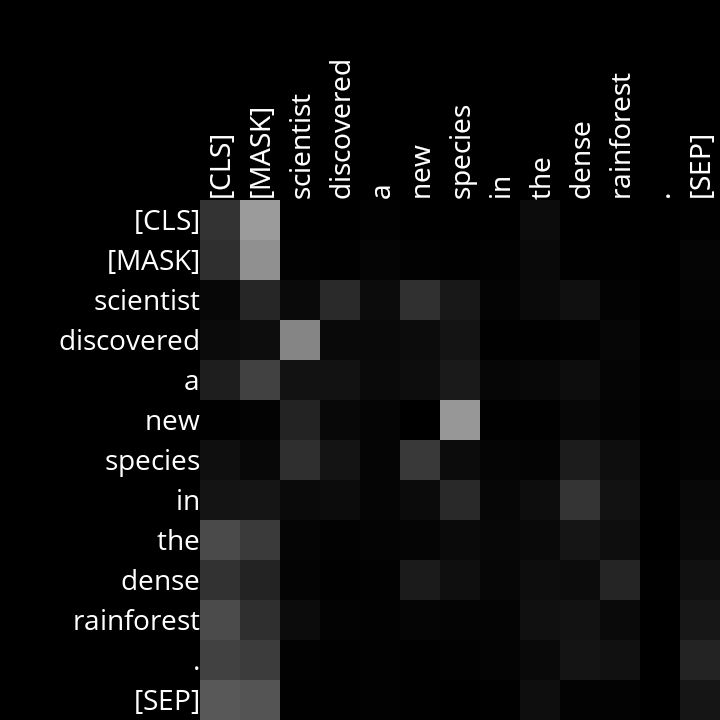 [CLS] [MASK] scientist discovered a new species in the dense rainforest . [SEP]
[CLS]
[MASK]
scientist
discovered
a
new
species
in
the
dense
rainforest
.
[SEP]